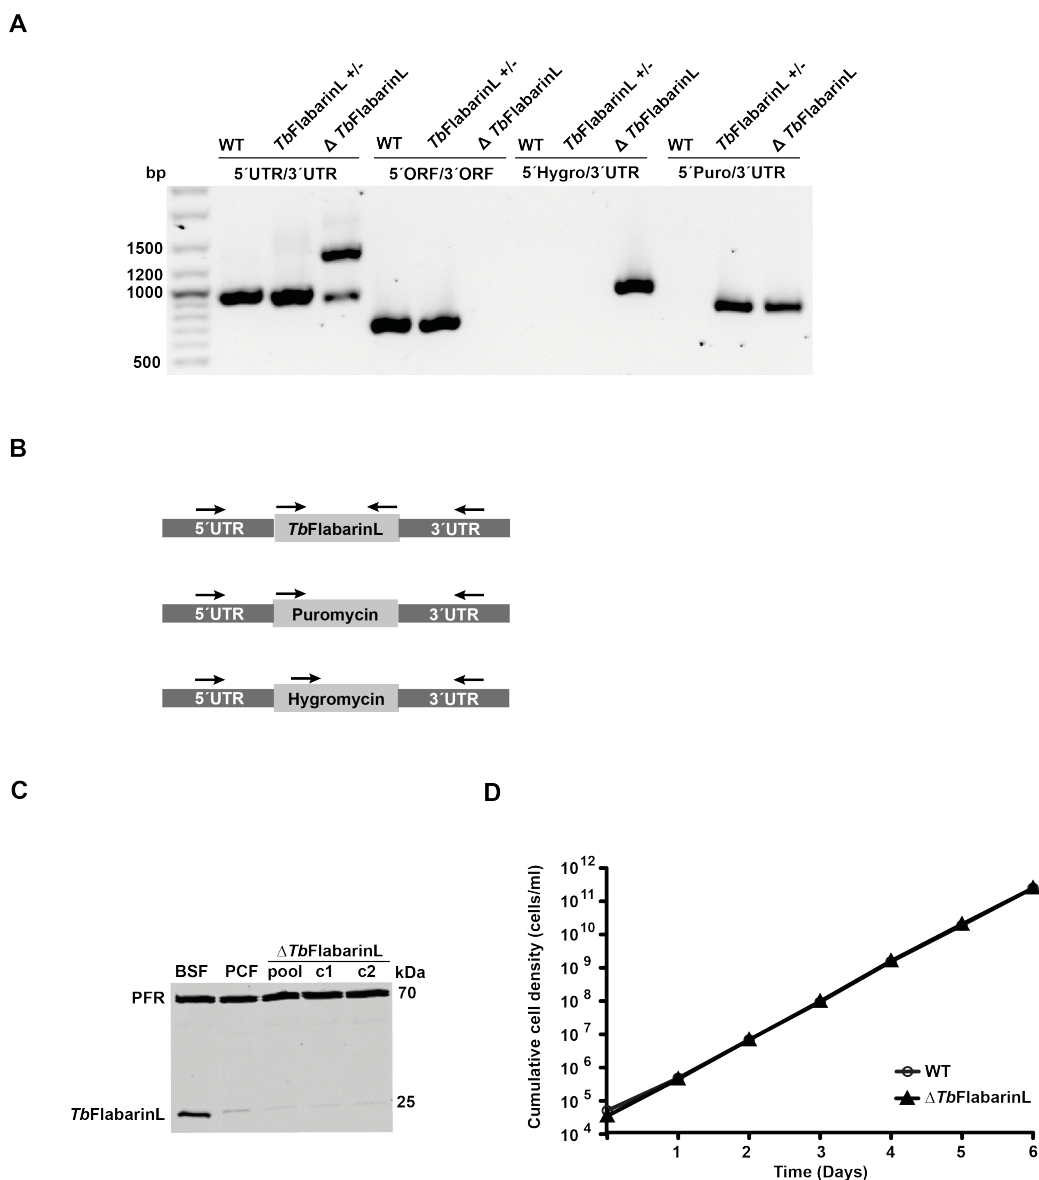 A
WT TbFlabarinL +/- Δ TbFlabarinL WT TbFlabarinL +/- Δ TbFlabarinL WT TbFlabarinL +/- Δ TbFlabarinL WT TbFlabarinL +/- Δ TbFlabarinL
bp 5´UTR/3´UTR 5´ORF/3´ORF 5´Hygro/3´UTR 5´Puro/3´UTR
1500
1200
1000
500
B
5´UTR TbFlabarinL 3´UTR
5´UTR Puromycin 3´UTR
5´UTR Hygromycin 3´UTR
C
ΔTbFlabarinL
BSF PCF pool c1 c2 kDa
PFR 70
25
TbFlabarinL
D
Cumulative cell density (cells/ml)
10 12
10 11
10 10
10 9
10 8
10 7
10 6
10 5
10 4
WT
ΔTbFlabarinL
1 2 3 4 5 6
Time (Days)